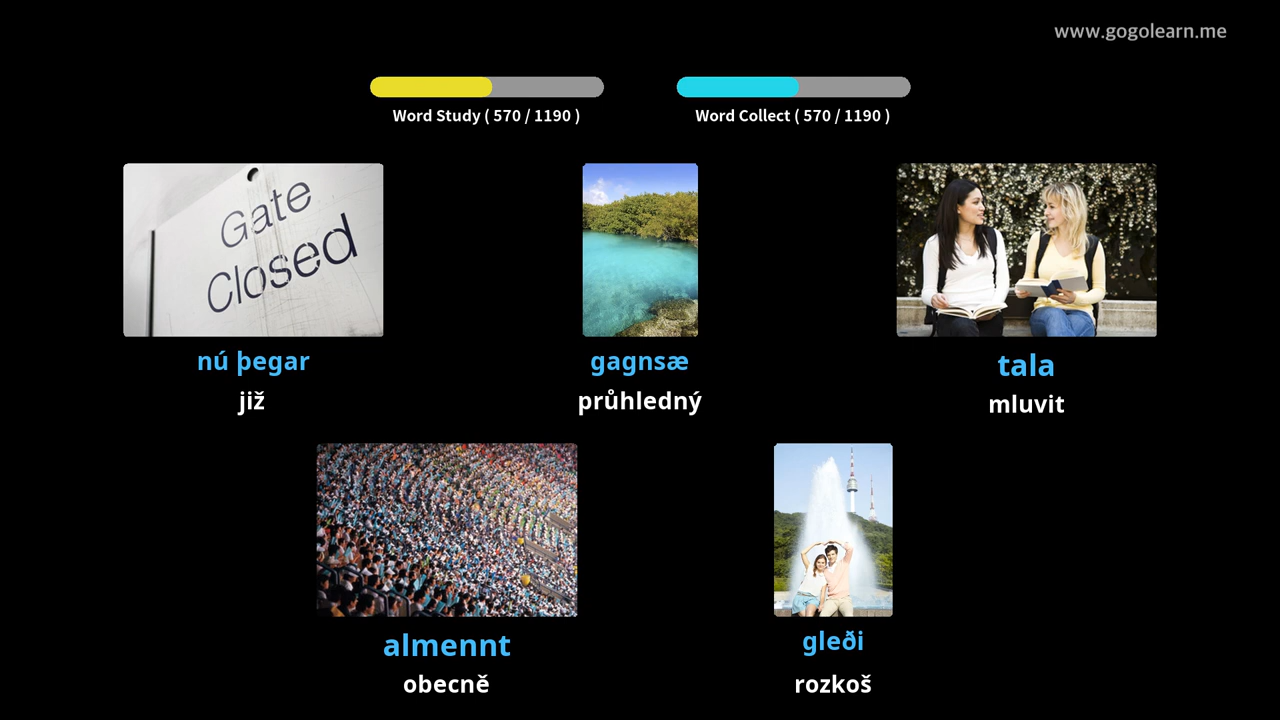 www.gogolearn.me
Word Study ( 570 / 1190 )
Word Collect ( 570 / 1190 )
Gate
Closed
nú þegar
již
gagnsæ
průhledný
tala
mluvit
almennt
obecně
gleði
rozkoš